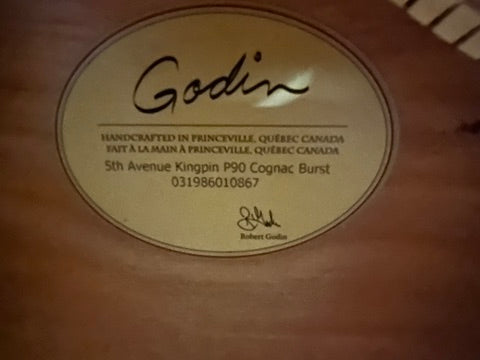 Godin
HANDCRAFTED IN PRINCEVILLE, QUÉBEC CANADA
FAIT À LA MAIN À PRINCEVILLE, QUÉBEC CANADA
5th Avenue Kingpin P90 Cognac Burst
031986010867
Robert Godin